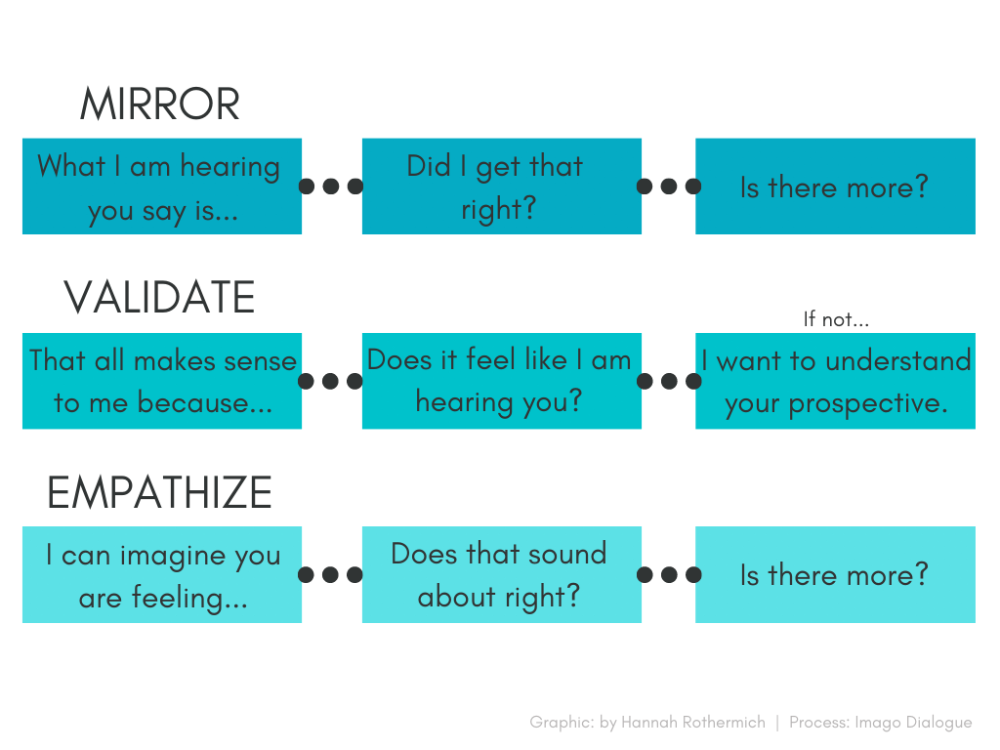 MIRROR
What I am hearing
you say is...
Did I get that
right?
Is there more?
VALIDATE
That all makes sense
to me because...
Does it feel like I am
hearing you?
If not...
I want to understand
your prospective.
EMPATHIZE
I can imagine you
are feeling...
Does that sound
about right?
Is there more?
Graphic: by Hannah Rothermich | Process: Imago Dialogue